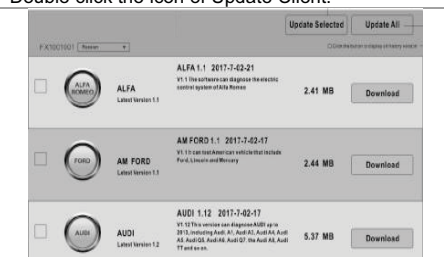 Double click the icon of Update Client.
Update Selected
Update All
Russian
ALFA ROMEO
ALFA
Latest Version 1.1
ALFA 1.1 2017-7-02-21
V1.1 The software can diagnose the electric
control system of Alfa Romeo
2.41 MB
Download
FORD
AM FORD
Latest Version 1.1
AM FORD 1.1 2017-7-02-17
V1.1 It can test American vehicle that include
Ford, Lincoln and Mercury
2.44 MB
Download
AUDI
AUDI
Latest Version 1.2
AUDI 1.12 2017-7-02-17
V1.12 This version can diagnose AUDI up to
2013, including Audi A1, Audi A3, Audi A4, Audi
A5, Audi Q5, Audi A6, Audi Q7, the Audi A8, Audi
TT and so on.
5.37 MB
Download